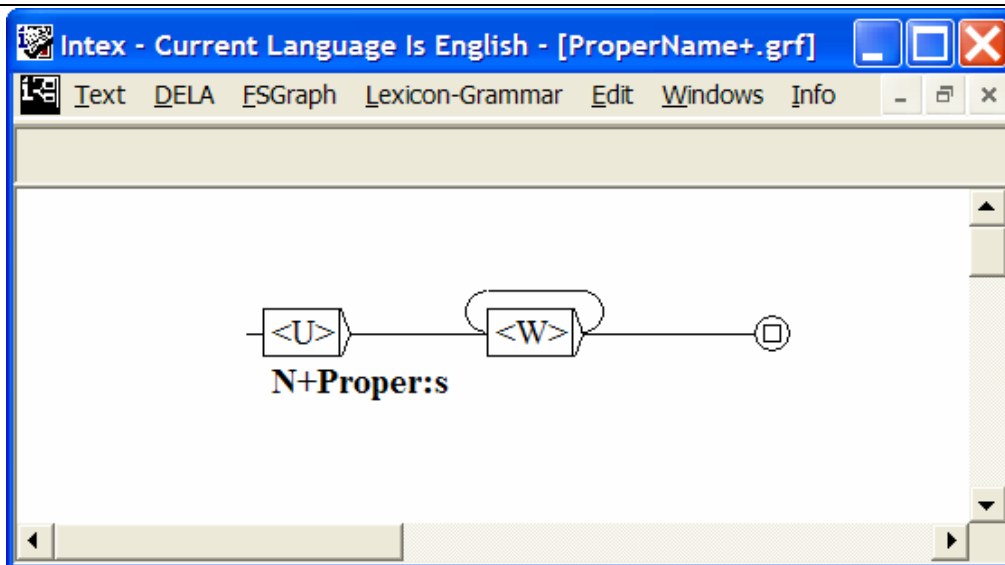 Intex - Current Language Is English - [ProperName+.grf]
Text DELA FSGraph Lexicon-Grammar Edit Windows Info
<U> <W>
N+Proper:s